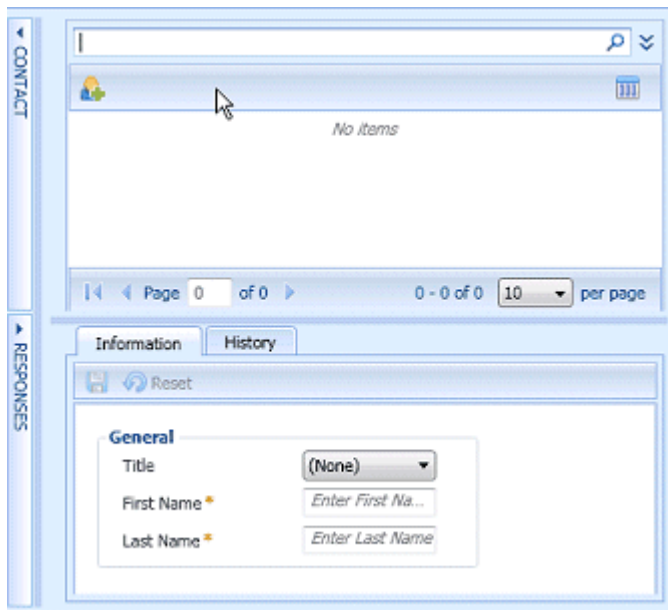 CONTACT
No items
Page 0 of 0 0 - 0 of 0 10 per page
RESPONSES
Information History
Reset
General
Title (None)
First Name * Enter First Na...
Last Name * Enter Last Name